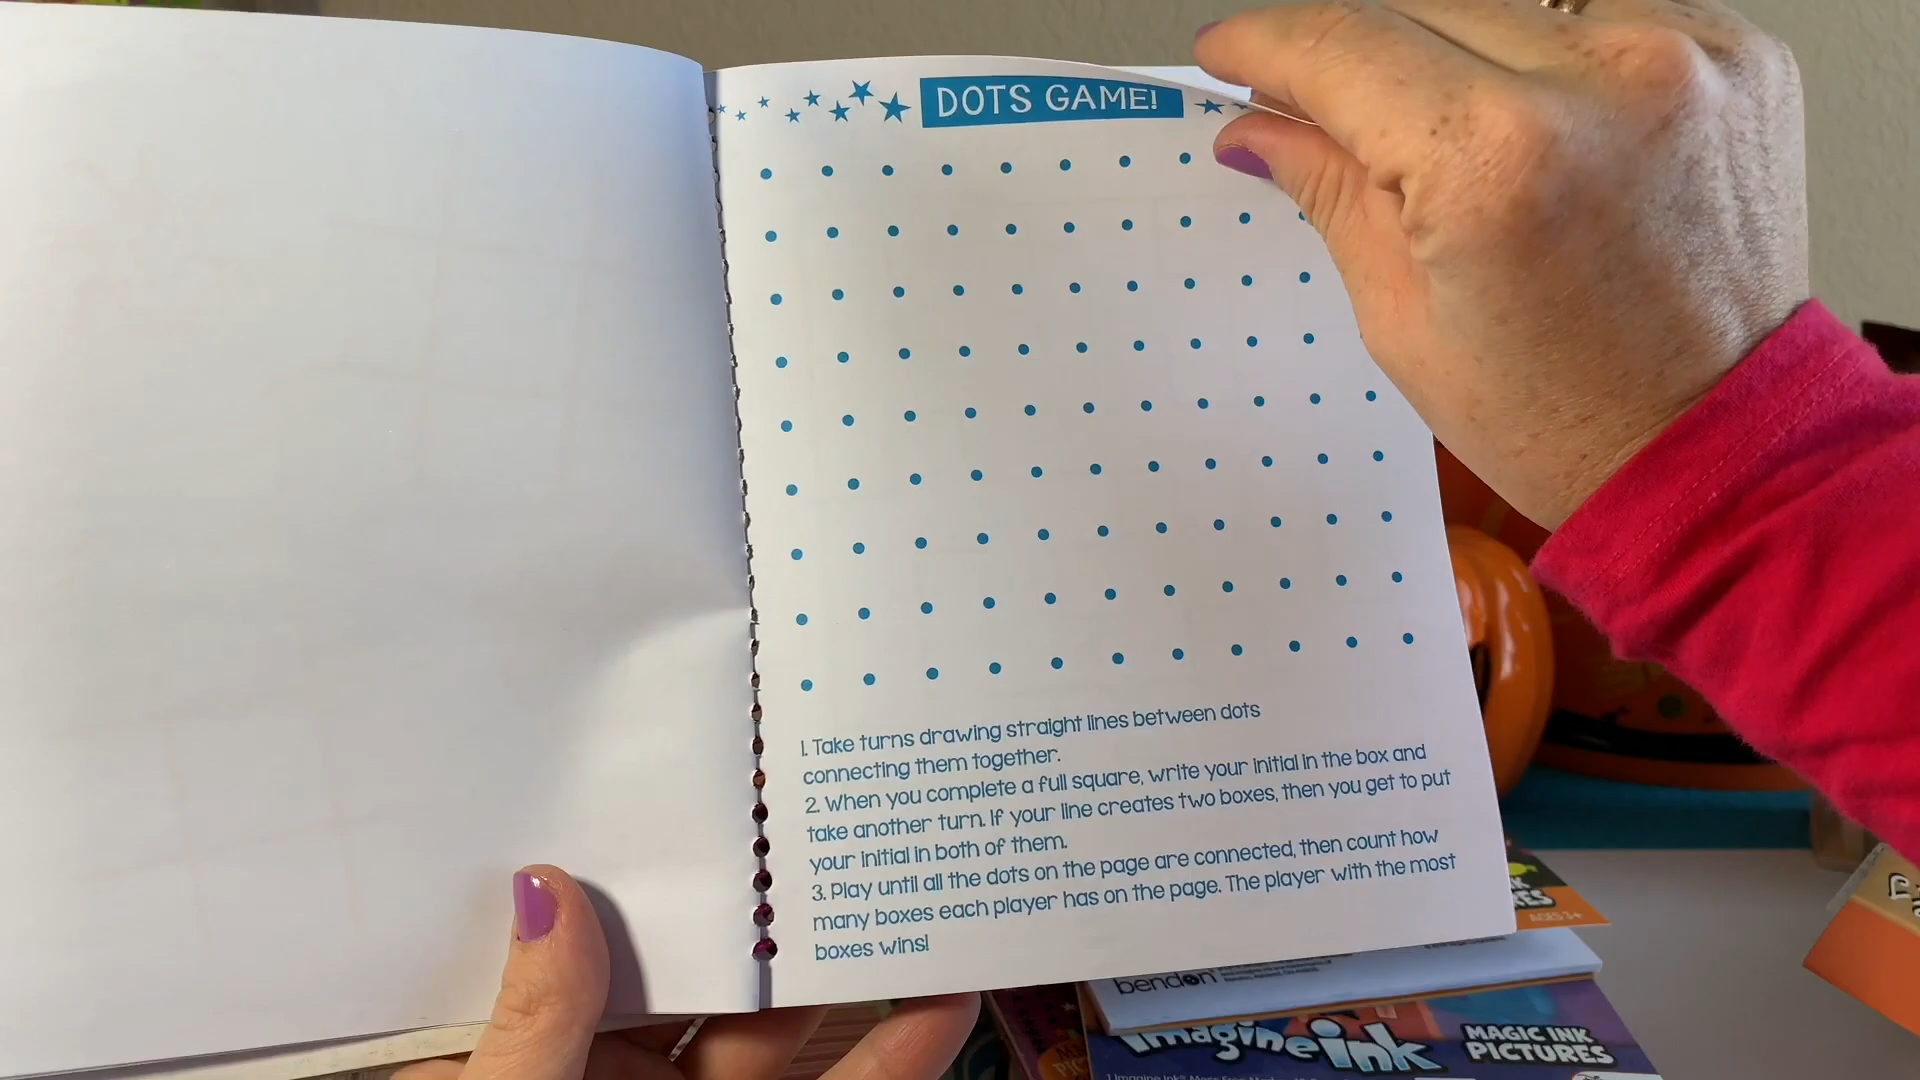 DOTS GAME!
1. Take turns drawing straight lines between dots
connecting them together.
2. When you complete a full square, write your initial in the box and
take another turn. If your line creates two boxes, then you get to put
your initial in both of them.
3. Play until all the dots on the page are connected, then count how
many boxes each player has on the page. The player with the most
boxes wins!
AGES 3+
bendon
Imagine ink
MAGIC INK
PICTURES